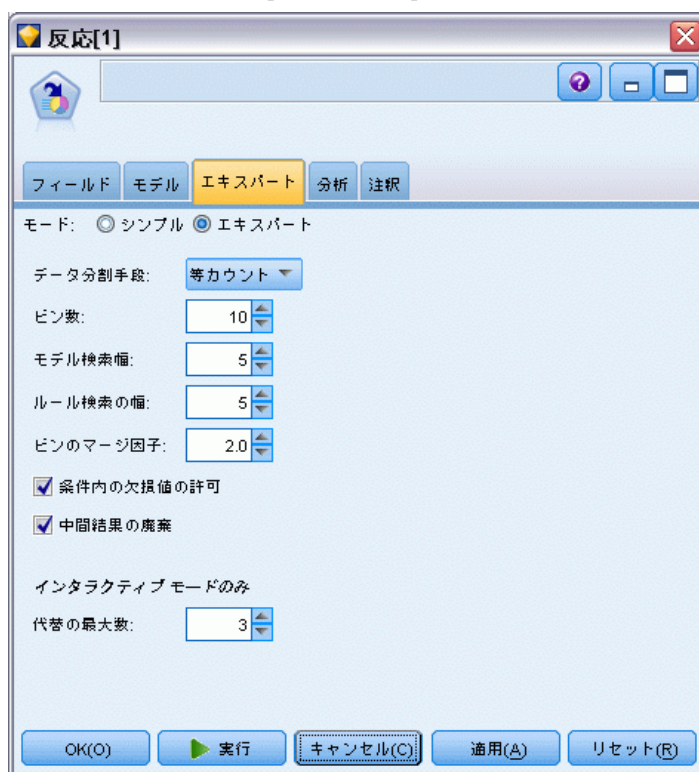 反応[1]
フィールド モデル エキスパート 分析 注釈
モード: シンプル エキスパート
データ分割手段: 等カウント
ビン数: 10
モデル検索幅: 5
ルール検索の幅: 5
ビンのマージ因子: 2.0
条件内の欠損値の許可
中間結果の廃棄
インタラクティブ モードのみ
代替の最大数: 3
OK(O) 実行 キャンセル(C) 適用(A) リセット(R)